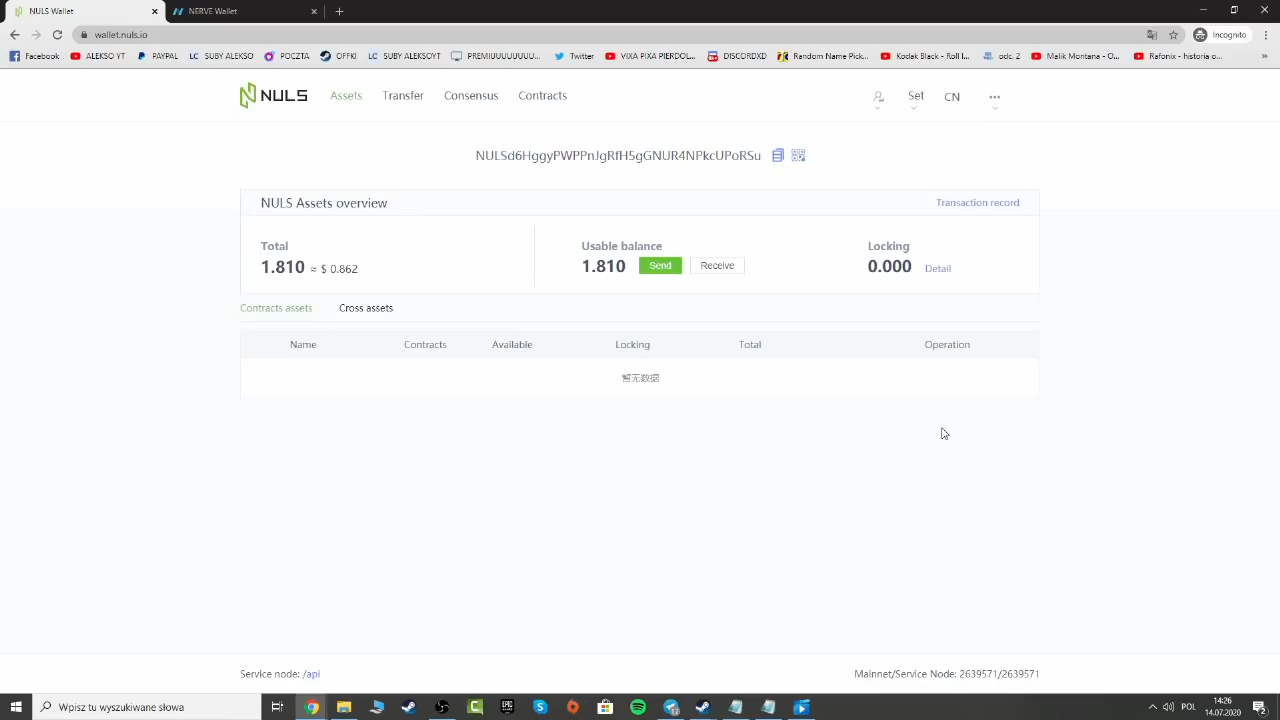 NULS Wallet
NERVE Wallet
wallet.nuls.io
Incognito
Facebook
ALEKSO YT
PAYPAL
SUBY ALEKSO
POCZTA
OFFKI
SUBY ALEKSOYT
PREMIUUUUUUU...
Twitter
VIXA PIXA PIERDOL...
DISCORDXD
Random Name Pick...
Kodak Black - Roll I...
odc. 2
Malik Montana - O...
Rafonix - historia o...
NULS
Assets
Transfer
Consensus
Contracts
Set
CN
NULSd6HggyPWPPnJgRfH5gGNUR4NPkcUPoRSu
NULS Assets overview
Transaction record
Total
Usable balance
Locking
1.810 ≈ $ 0.862
1.810
Send
Receive
0.000
Detail
Contracts assets
Cross assets
Name
Contracts
Available
Locking
Total
Operation
暂无数据
Service node: /api
Mainnet/Service Node: 2639571/2639571
Wpisz tu wyszukiwane słowa
POL
14:26
14.07.2020